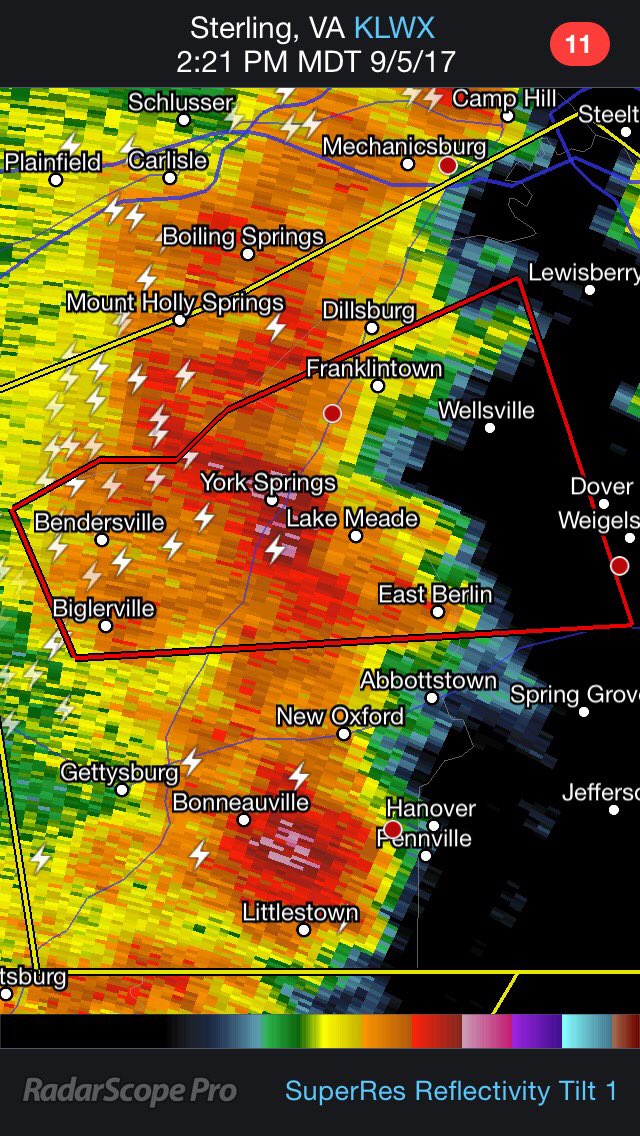 Sterling, VA KLWX
2:21 PM MDT 9/5/17
11
Schlusser
Camp Hill
Steelt
Mechanicsburg
Plainfield
Carlisle
Boiling Springs
Lewisberry
Mount Holly Springs
Dillsburg
Franklintown
Wellsville
York Springs
Dover
Lake Meade
Weigels
Bendersville
East Berlin
Biglerville
Abbottstown
Spring Grov
New Oxford
Gettysburg
Jefferso
Bonneauville
Hanover
Pennville
Littlestown
tsburg
RadarScope Pro
SuperRes Reflectivity Tilt 1